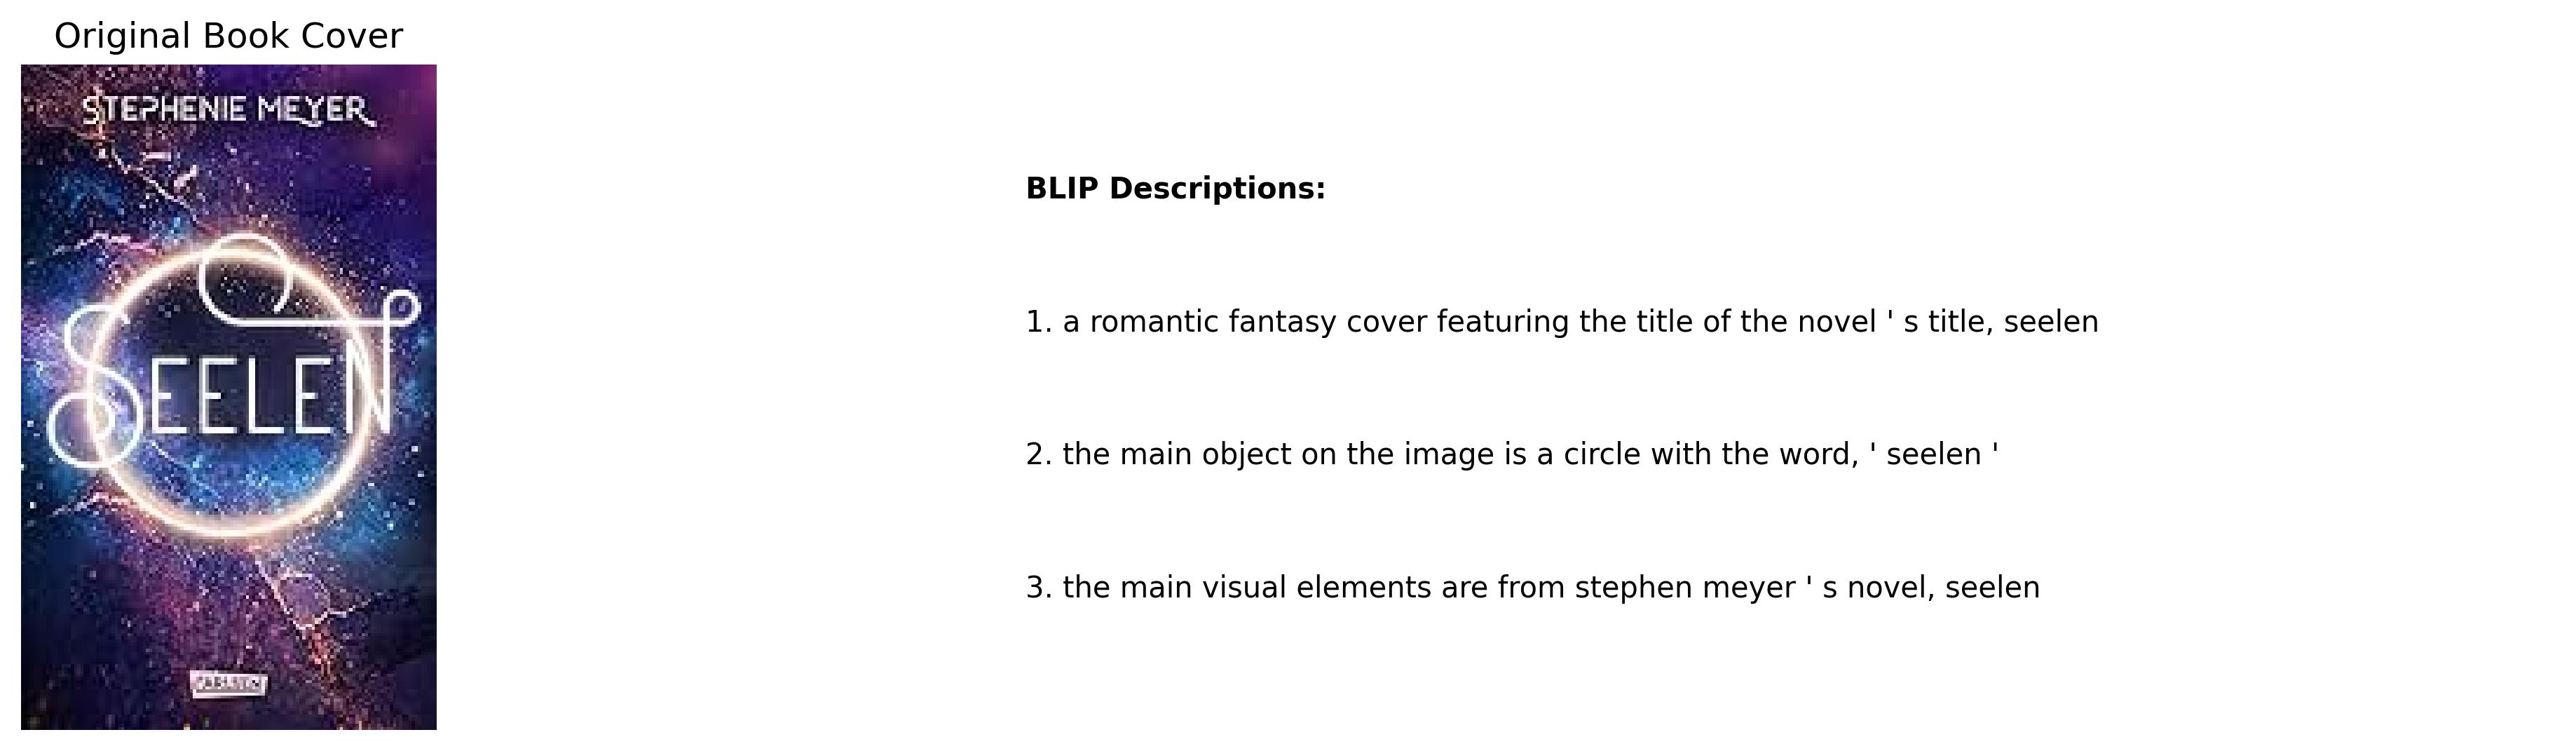 Original Book Cover
STEPHENIE MEYER
SEELEN
CARLSEN
BLIP Descriptions:
1. a romantic fantasy cover featuring the title of the novel ' s title, seelen
2. the main object on the image is a circle with the word, ' seelen '
3. the main visual elements are from stephen meyer ' s novel, seelen